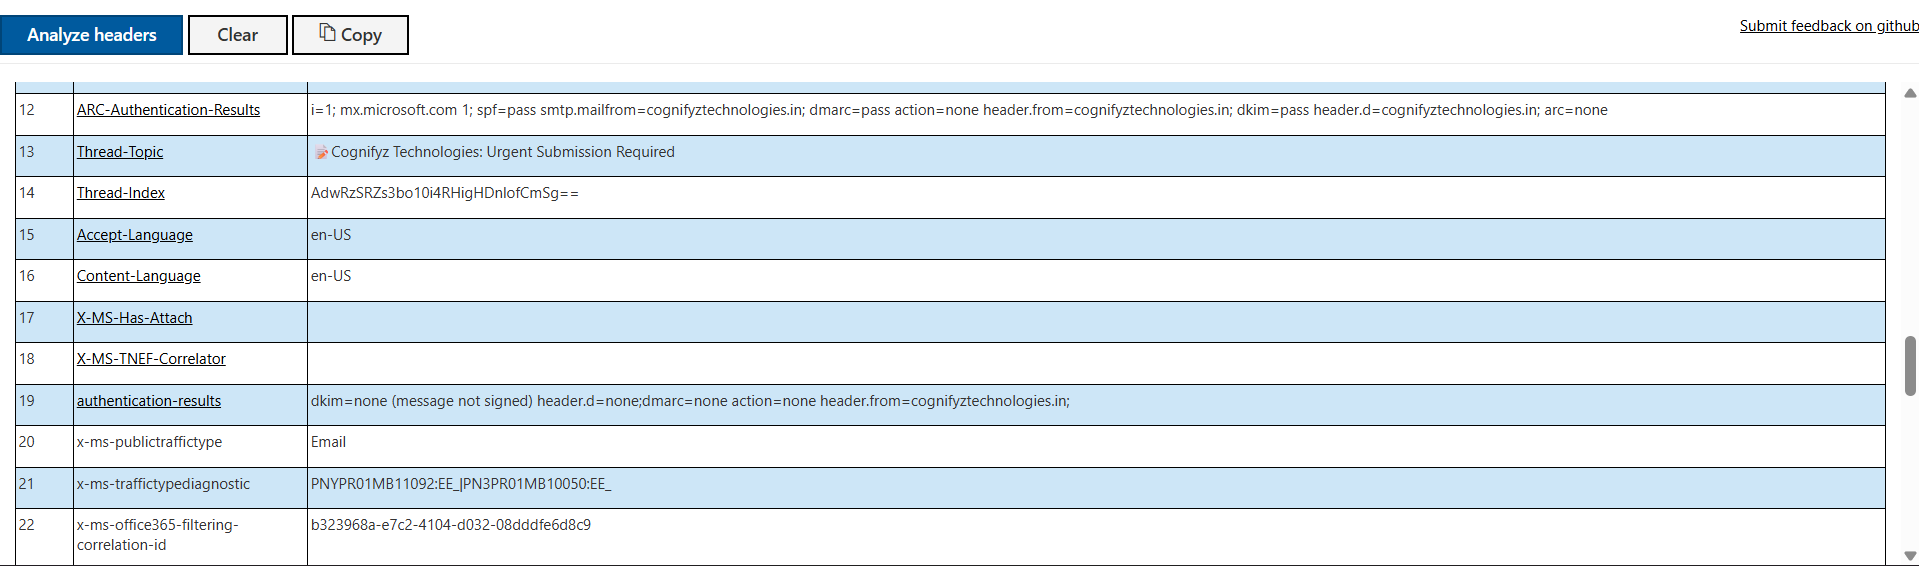 Analyze headers
Clear
Copy
Submit feedback on github
12 ARC-Authentication-Results i=1; mx.microsoft.com 1; spf=pass smtp.mailfrom=cognifyztechnologies.in; dmarc=pass action=none header.from=cognifyztechnologies.in; dkim=pass header.d=cognifyztechnologies.in; arc=none
13 Thread-Topic 📝Cognifyz Technologies: Urgent Submission Required
14 Thread-Index AdwRzSRZs3bo10i4RHigHDnlofCmSg==
15 Accept-Language en-US
16 Content-Language en-US
17 X-MS-Has-Attach
18 X-MS-TNEF-Correlator
19 authentication-results dkim=none (message not signed) header.d=none;dmarc=none action=none header.from=cognifyztechnologies.in;
20 x-ms-publictraffictype Email
21 x-ms-traffictypediagnostic PNYPR01MB11092:EE_|PN3PR01MB10050:EE_
22 x-ms-office365-filtering- b323968a-e7c2-4104-d032-08dddfe6d8c9
correlation-id